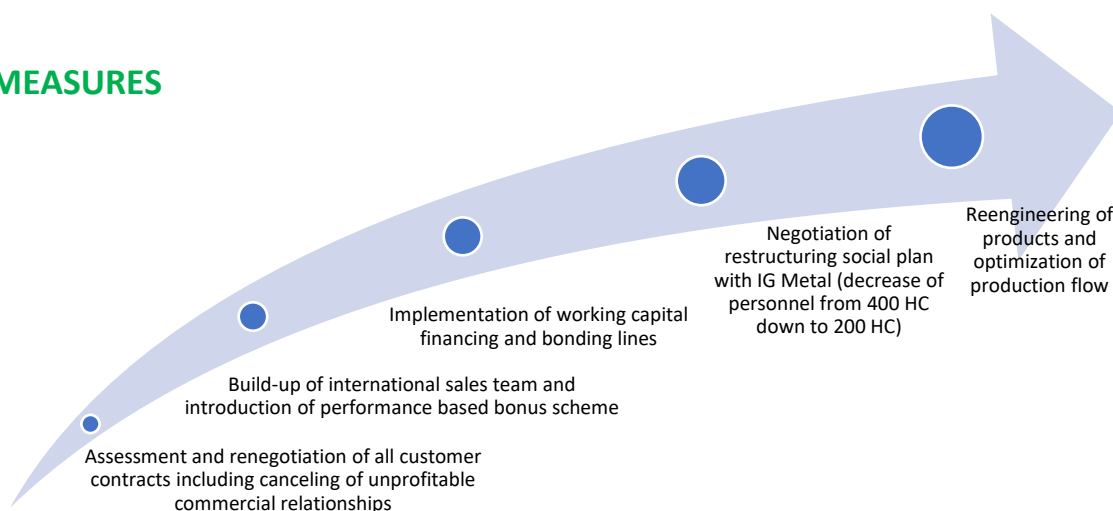 MEASURES
Assessment and renegotiation of all customer
contracts including canceling of unprofitable
commercial relationships
Build-up of international sales team and
introduction of performance based bonus scheme
Implementation of working capital
financing and bonding lines
Negotiation of
restructuring social plan
with IG Metal (decrease of
personnel from 400 HC
down to 200 HC)
Reengineering of
products and
optimization of
production flow